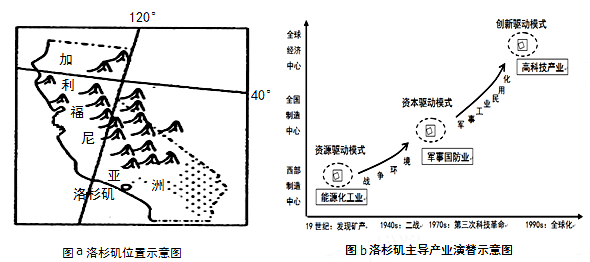 120°
40°
加
利
福
尼
亚
洲
洛杉矶
图a洛杉矶位置示意图
全球
经济
中心
全国
制造
中心
西部
制造
中心
创新驱动模式
高科技产业
军事工业民用化
资本驱动模式
军事国防业
战争环境
资源驱动模式
能源化工业
19世纪:发现矿产
1940s:二战
1970s:第三次科技革命
1990s:全球化
图b洛杉矶主导产业演替示意图